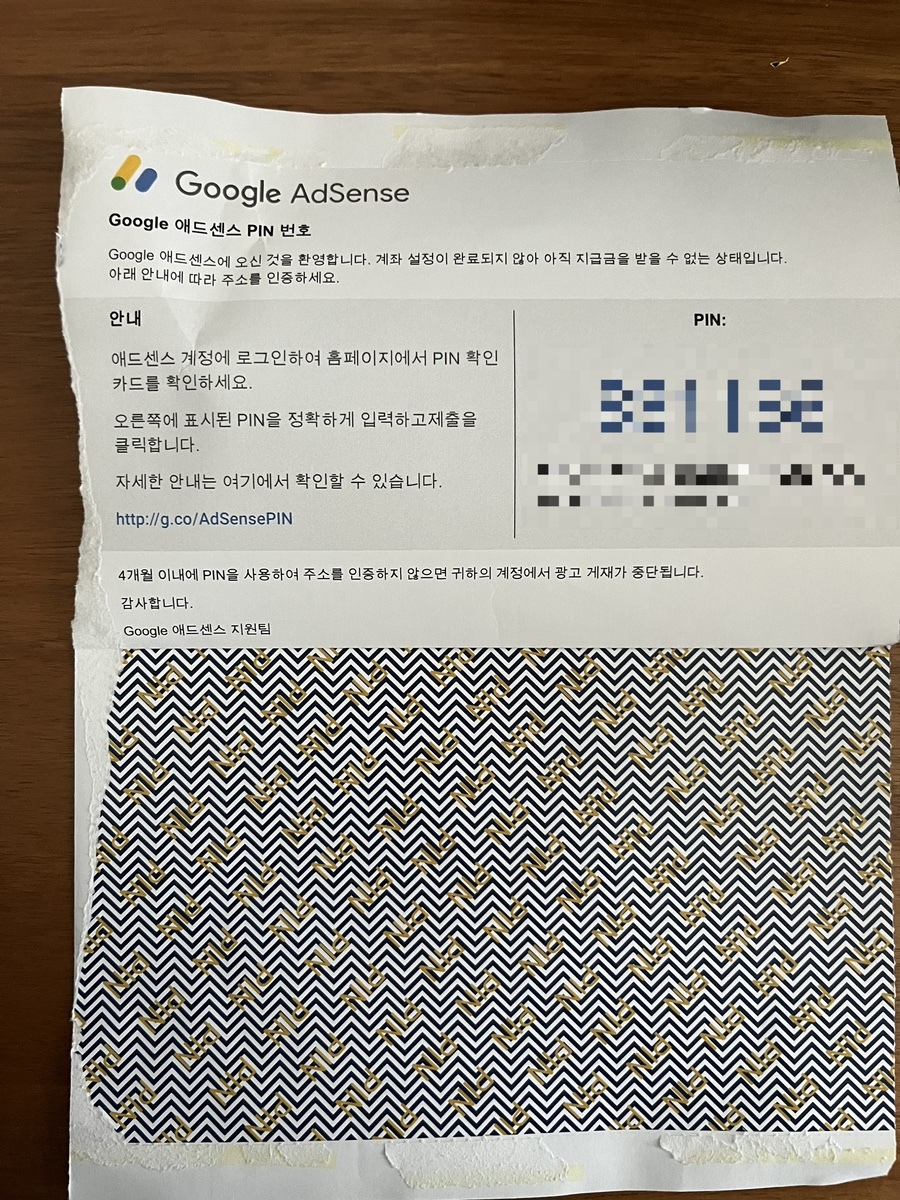 Google AdSense
Google 애드센스 PIN 번호
Google 애드센스에 오신 것을 환영합니다. 계좌 설정이 완료되지 않아 아직 지급금을 받을 수 없는 상태입니다.
아래 안내에 따라 주소를 인증하세요.
안내
애드센스 계정에 로그인하여 홈페이지에서 PIN 확인
카드를 확인하세요.
오른쪽에 표시된 PIN을 정확하게 입력하고제출을
클릭합니다.
자세한 안내는 여기에서 확인할 수 있습니다.
http://g.co/AdSensePIN
PIN:
4개월 이내에 PIN을 사용하여 주소를 인증하지 않으면 귀하의 계정에서 광고 게재가 중단됩니다.
감사합니다.
Google 애드센스 지원팀